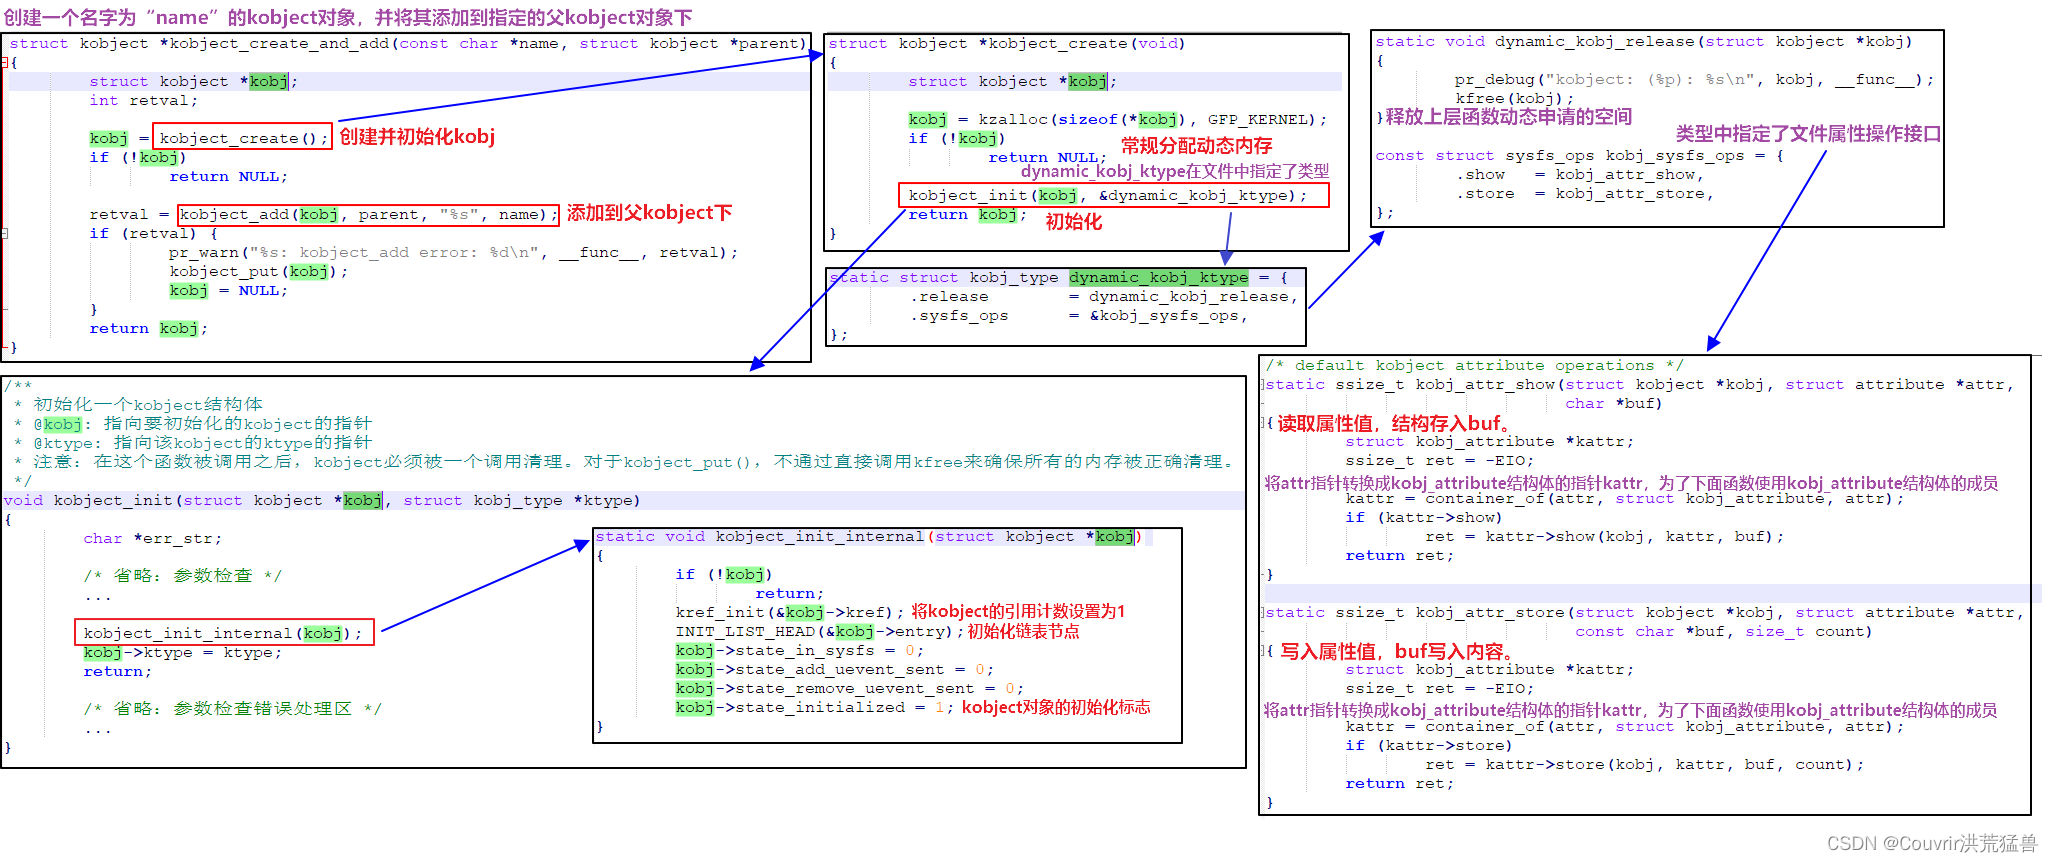 创建一个名字为“name”的kobject对象，并将其添加到指定的父kobject对象下
struct kobject *kobject_create_and_add(const char *name, struct kobject *parent)
{
struct kobject *kobj;
int retval;
kobj = kobject_create(); 创建并初始化kobj
if (!kobj)
return NULL;
retval = kobject_add(kobj, parent, "%s", name); 添加到父kobject下
if (retval) {
pr_warn("%s: kobject_add error: %d\n", __func__, retval);
kobject_put(kobj);
kobj = NULL;
}
return kobj;
}
struct kobject *kobject_create(void)
{
struct kobject *kobj;
kobj = kzalloc(sizeof(*kobj), GFP_KERNEL);
if (!kobj) 常规分配动态内存
return NULL;
dynamic_kobj_ktype在文件中指定了类型
kobject_init(kobj, &dynamic_kobj_ktype);
return kobj; 初始化
}
static struct kobj_type dynamic_kobj_ktype = {
.release = dynamic_kobj_release,
.sysfs_ops = &kobj_sysfs_ops,
};
static void dynamic_kobj_release(struct kobject *kobj)
{
pr_debug("kobject: (%p): %s\n", kobj, __func__);
kfree(kobj);
}释放上层函数动态申请的空间
类型中指定了文件属性操作接口
const struct sysfs_ops kobj_sysfs_ops = {
.show = kobj_attr_show,
.store = kobj_attr_store,
};
/**
* 初始化一个kobject结构体
* @kobj: 指向要初始化的kobject的指针
* @ktype: 指向该kobject的ktype的指针
* 注意: 在这个函数被调用之后, kobject必须被一个调用清理。对于kobject_put(), 不通过直接调用kfree来确保所有的内存被正确清理。
*/
void kobject_init(struct kobject *kobj, struct kobj_type *ktype)
{
char *err_str;
/* 省略: 参数检查 */
...
kobject_init_internal(kobj);
kobj->ktype = ktype;
return;
/* 省略: 参数检查错误处理区 */
...
}
static void kobject_init_internal(struct kobject *kobj)
{
if (!kobj)
return;
kref_init(&kobj->kref); 将kobject的引用计数设置为1
INIT_LIST_HEAD(&kobj->entry); 初始化链表节点
kobj->state_in_sysfs = 0;
kobj->state_add_uevent_sent = 0;
kobj->state_remove_uevent_sent = 0;
kobj->state_initialized = 1; kobject对象的初始化标志
}
/* default kobject attribute operations */
static ssize_t kobj_attr_show(struct kobject *kobj, struct attribute *attr,
char *buf)
{ 读取属性值，结构存入buf。
struct kobj_attribute *kattr;
ssize_t ret = -EIO;
将attr指针转换成kobj_attribute结构体的指针kattr，为了下面函数使用kobj_attribute结构体的成员
kattr = container_of(attr, struct kobj_attribute, attr);
if (kattr->show)
ret = kattr->show(kobj, kattr, buf);
return ret;
}
static ssize_t kobj_attr_store(struct kobject *kobj, struct attribute *attr,
const char *buf, size_t count)
{ 写入属性值，buf写入内容。
struct kobj_attribute *kattr;
ssize_t ret = -EIO;
将attr指针转换成kobj_attribute结构体的指针kattr，为了下面函数使用kobj_attribute结构体的成员
kattr = container_of(attr, struct kobj_attribute, attr);
if (kattr->store)
ret = kattr->store(kobj, kattr, buf, count);
return ret;
}
CSDN @Couvrir洪荒猛兽